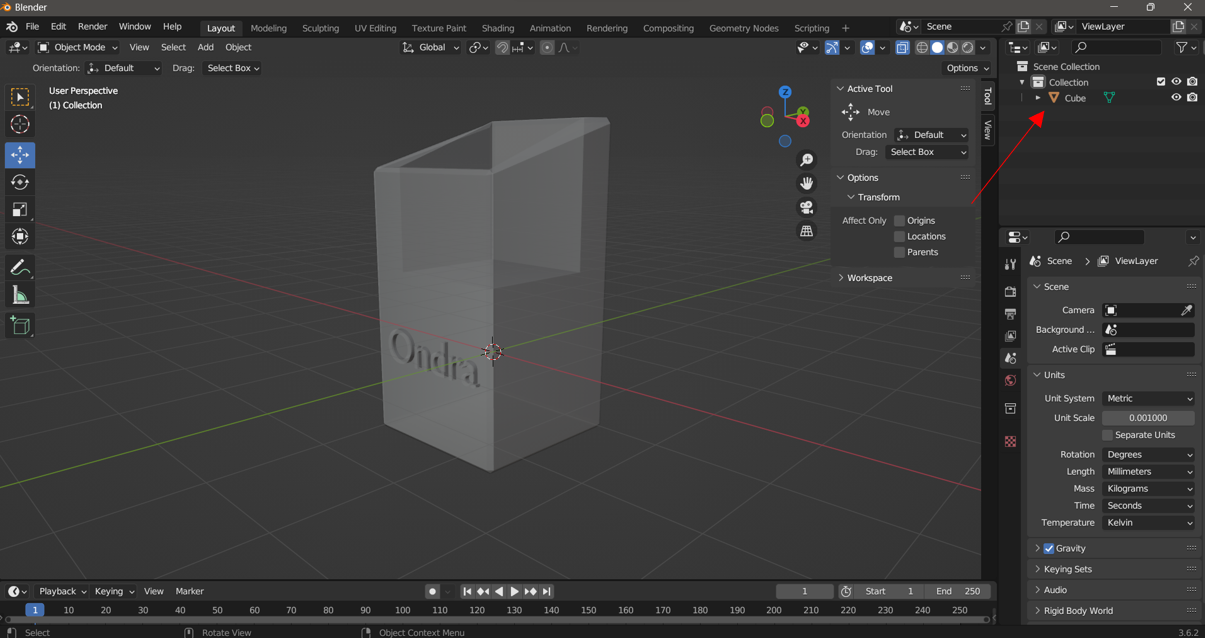 Blender
File Edit Render Window Help Layout Modeling Sculpting UV Editing Texture Paint Shading Animation Rendering Compositing Geometry Nodes Scripting + Scene ViewLayer
Object Mode View Select Add Object Global
Orientation: Default Drag: Select Box Options
User Perspective
(1) Collection
Z
Y
X
Ondra
Active Tool
Move
Orientation Default
Drag: Select Box
Options
Transform
Affect Only Origins
Locations
Parents
Workspace
Tool
View
Scene Collection
Collection
Cube
Scene ViewLayer
Scene
Camera
Background ...
Active Clip
Units
Unit System Metric
Unit Scale 0.001000
Separate Units
Rotation Degrees
Length Millimeters
Mass Kilograms
Time Seconds
Temperature Kelvin
Gravity
Keying Sets
Audio
Rigid Body World
Playback Keying View Marker 1 Start 1 End 250
1 10 20 30 40 50 60 70 80 90 100 110 120 130 140 150 160 170 180 190 200 210 220 230 240 250
Select Rotate View Object Context Menu 3.6.2